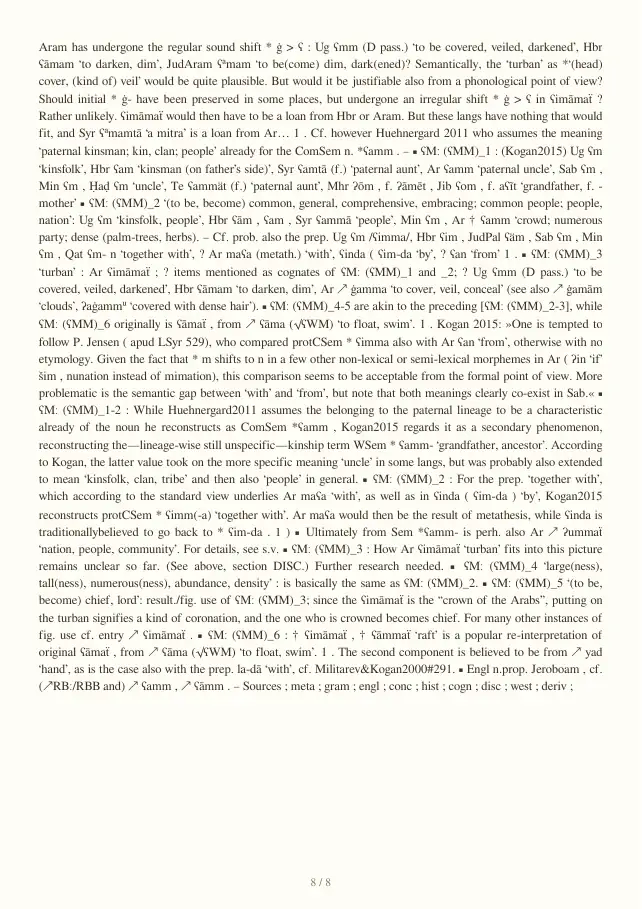 Aram has undergone the regular sound shift * ġ > ʕ : Ug ʕmm (D pass.) ‘to be covered, veiled, darkened’, Hbr
ʕāmam ‘to darken, dim’, JudAram ʕᵃmam ‘to be(come) dim, dark(ened)? Semantically, the ‘turban’ as *‘(head)
cover, (kind of) veil’ would be quite plausible. But would it be justifiable also from a phonological point of view?
Should initial * ġ- have been preserved in some places, but undergone an irregular shift * ġ > ʕ in ʕimāmaẗ ?
Rather unlikely. ʕimāmaẗ would then have to be a loan from Hbr or Aram. But these langs have nothing that would
fit, and Syr ʕᵃmamtā ‘a mitra’ is a loan from Ar… 1 . Cf. however Huehnergard 2011 who assumes the meaning
‘paternal kinsman; kin, clan; people’ already for the ComSem n. *ʕamm . – ▪ ʕM: (ʕMM)_1 : (Kogan2015) Ug ʕm
‘kinsfolk’, Hbr ʕam ‘kinsman (on father’s side)’, Syr ʕamtā (f.) ‘paternal aunt’, Ar ʕamm ‘paternal uncle’, Sab ʕm ,
Min ʕm , Ḥaḍ ʕm ‘uncle’, Te ʕammät (f.) ‘paternal aunt’, Mhr ʔōm , f. ʔāmēt , Jib ʕom , f. aʕīt ‘grandfather, f. -
mother’ ▪ ʕM: (ʕMM)_2 ‘(to be, become) common, general, comprehensive, embracing; common people; people,
nation’: Ug ʕm ‘kinsfolk, people’, Hbr ʕām , ʕam , Syr ʕammā ‘people’, Min ʕm , Ar † ʕamm ‘crowd; numerous
party; dense (palm-trees, herbs). – Cf. prob. also the prep. Ug ʕm /ʕimma/, Hbr ʕim , JudPal ʕām , Sab ʕm , Min
ʕm , Qat ʕm- n ‘together with’, ? Ar maʕa (metath.) ‘with’, ʕinda ( ʕim-da ‘by’, ? ʕan ‘from’ 1 . ▪ ʕM: (ʕMM)_3
‘turban’ : Ar ʕimāmaẗ ; ? items mentioned as cognates of ʕM: (ʕMM)_1 and _2; ? Ug ʕmm (D pass.) ‘to be
covered, veiled, darkened’, Hbr ʕāmam ‘to darken, dim’, Ar ↗ ġamma ‘to cover, veil, conceal’ (see also ↗ ġamām
‘clouds’, ʔaġammᵘ ‘covered with dense hair’). ▪ ʕM: (ʕMM)_4-5 are akin to the preceding [ʕM: (ʕMM)_2-3], while
ʕM: (ʕMM)_6 originally is ʕāmaẗ , from ↗ ʕāma (√ʕWM) ‘to float, swim’. 1 . Kogan 2015: »One is tempted to
follow P. Jensen ( apud LSyr 529), who compared protCSem * ʕimma also with Ar ʕan ‘from’, otherwise with no
etymology. Given the fact that * m shifts to n in a few other non-lexical or semi-lexical morphemes in Ar ( ʔin ‘if’
šim , nunation instead of mimation), this comparison seems to be acceptable from the formal point of view. More
problematic is the semantic gap between ‘with’ and ‘from’, but note that both meanings clearly co-exist in Sab.« ▪
ʕM: (ʕMM)_1-2 : While Huehnergard2011 assumes the belonging to the paternal lineage to be a characteristic
already of the noun he reconstructs as ComSem *ʕamm , Kogan2015 regards it as a secondary phenomenon,
reconstructing the—lineage-wise still unspecific—kinship term WSem * ʕamm- ‘grandfather, ancestor’. According
to Kogan, the latter value took on the more specific meaning ‘uncle’ in some langs, but was probably also extended
to mean ‘kinsfolk, clan, tribe’ and then also ‘people’ in general. ▪ ʕM: (ʕMM)_2 : For the prep. ‘together with’,
which according to the standard view underlies Ar maʕa ‘with’, as well as in ʕinda ( ʕim-da ) ‘by’, Kogan2015
reconstructs protCSem * ʕimm(-a) ‘together with’. Ar maʕa would then be the result of metathesis, while ʕinda is
traditionallybelieved to go back to * ʕim-da . 1 ) ▪ Ultimately from Sem *ʕamm- is perh. also Ar ↗ ʔummaẗ
‘nation, people, community’. For details, see s.v. ▪ ʕM: (ʕMM)_3 : How Ar ʕimāmaẗ ‘turban’ fits into this picture
remains unclear so far. (See above, section DISC.) Further research needed. ▪ ʕM: (ʕMM)_4 ‘large(ness),
tall(ness), numerous(ness), abundance, density’ : is basically the same as ʕM: (ʕMM)_2. ▪ ʕM: (ʕMM)_5 ‘(to be,
become) chief, lord’: result./fig. use of ʕM: (ʕMM)_3; since the ʕimāmaẗ is the “crown of the Arabs”, putting on
the turban signifies a kind of coronation, and the one who is crowned becomes chief. For many other instances of
fig. use cf. entry ↗ ʕimāmaẗ . ▪ ʕM: (ʕMM)_6 : † ʕimāmaẗ , † ʕāmmaẗ ‘raft’ is a popular re-interpretation of
original ʕāmaẗ , from ↗ ʕāma (√ʕWM) ‘to float, swim’. 1 . The second component is believed to be from ↗ yad
‘hand’, as is the case also with the prep. la-dà ‘with’, cf. Militarev&Kogan2000#291. ▪ Engl n.prop. Jeroboam , cf.
(↗RB:/RBB and) ↗ ʕamm , ↗ ʕāmm . – Sources ; meta ; gram ; engl ; conc ; hist ; cogn ; disc ; west ; deriv ;
8 / 8